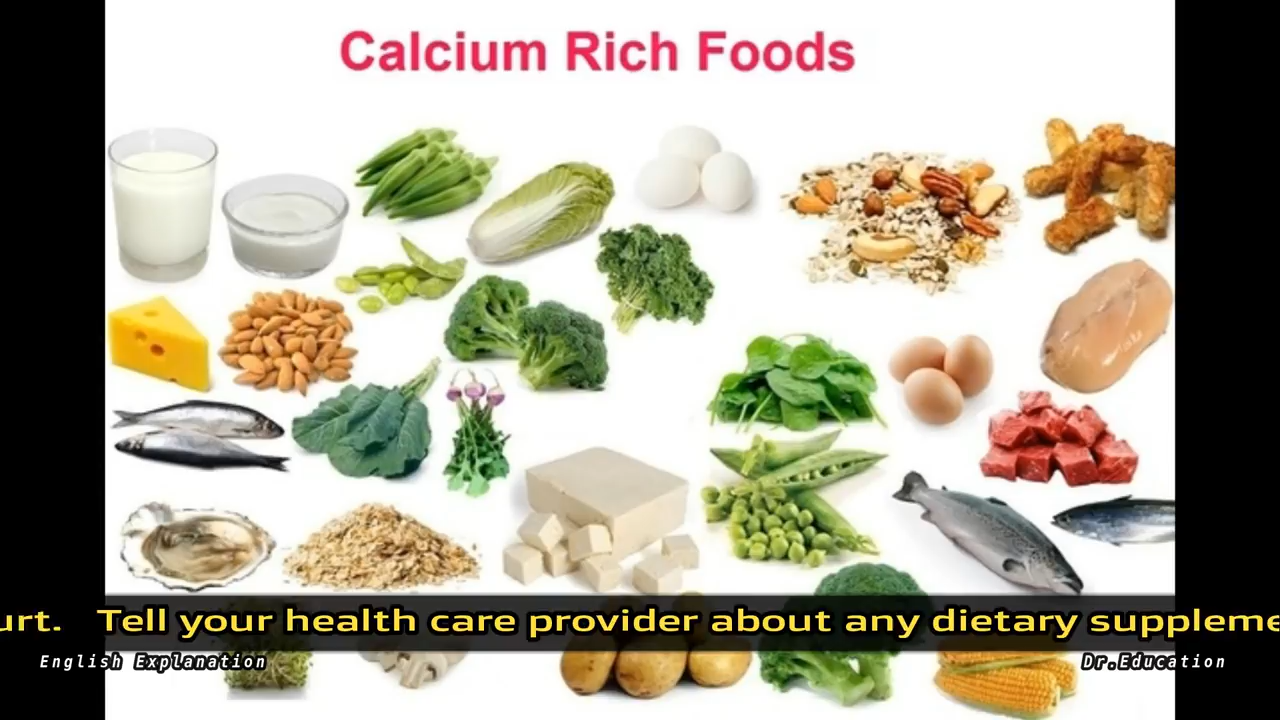 Calcium Rich Foods
urt. Tell your health care provider about any dietary suppleme
English Explanation
Dr.Education